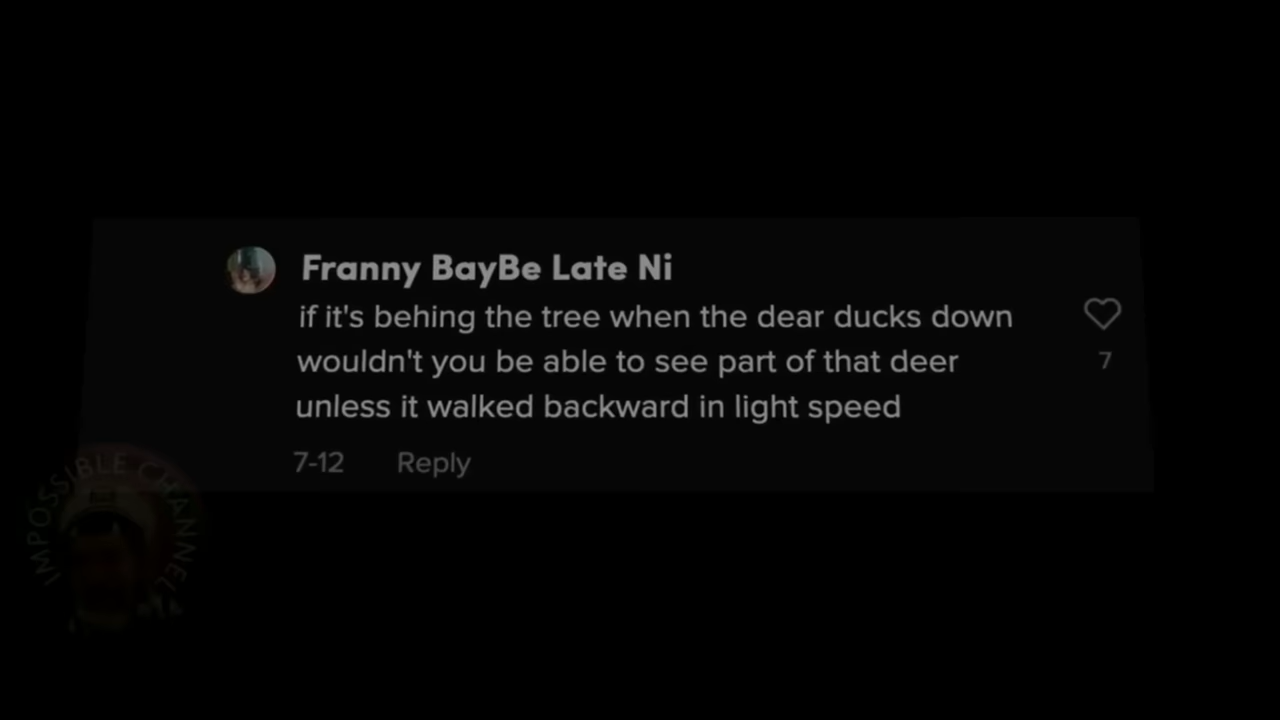 Franny BayBe Late Ni
if it's behing the tree when the dear ducks down
wouldn't you be able to see part of that deer
unless it walked backward in light speed
7
7-12 Reply
IMPOSSIBLE CHANNEL